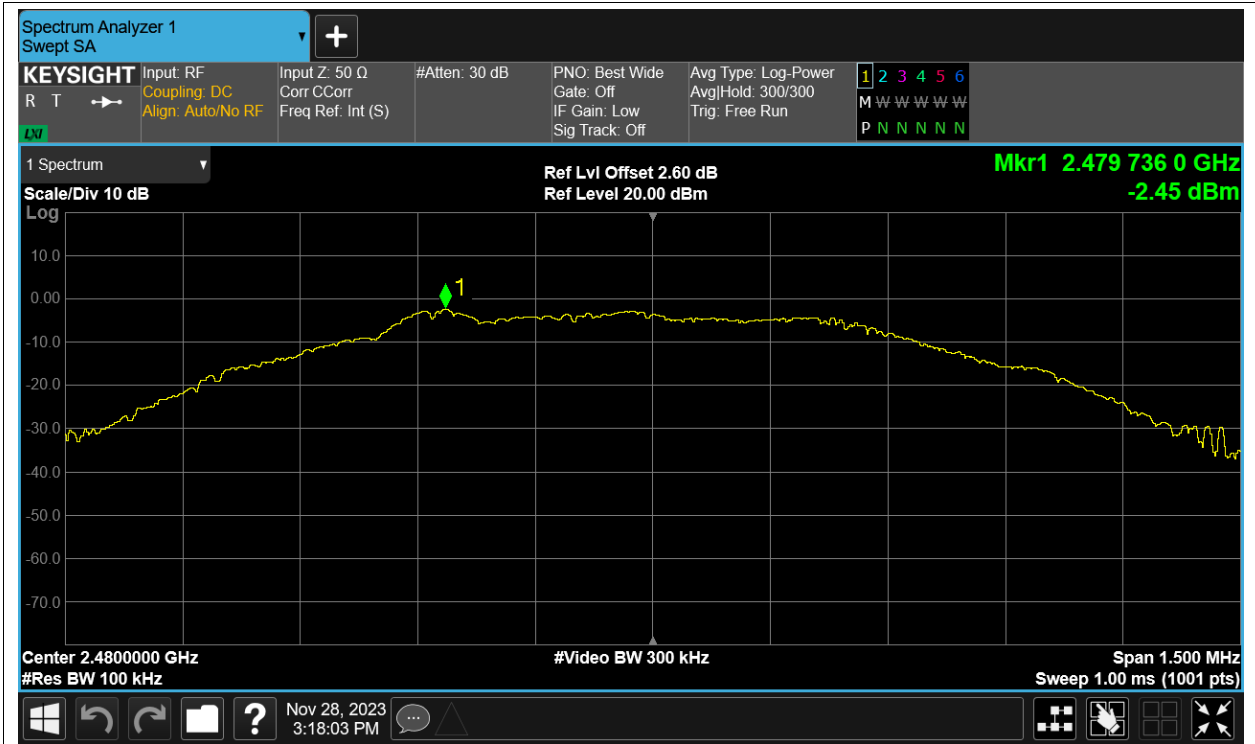 Spectrum Analyzer 1
Swept SA
KEYSIGHT
R T
LXI
Input: RF
Coupling: DC
Align: Auto/No RF
Input Z: 50 Ω
Corr CCorr
Freq Ref: Int (S)
#Atten: 30 dB
PNO: Best Wide
Gate: Off
IF Gain: Low
Sig Track: Off
Avg Type: Log-Power
Avg|Hold: 300/300
Trig: Free Run
1 2 3 4 5 6
M W W W W W
P N N N N N
1 Spectrum
Scale/Div 10 dB
Ref Lvl Offset 2.60 dB
Ref Level 20.00 dBm
Mkr1 2.479 736 0 GHz
-2.45 dBm
Log
10.0
0.00
-10.0
-20.0
-30.0
-40.0
-50.0
-60.0
-70.0
1
Center 2.4800000 GHz
#Video BW 300 kHz
Span 1.500 MHz
#Res BW 100 kHz
Sweep 1.00 ms (1001 pts)
?
Nov 28, 2023
3:18:03 PM